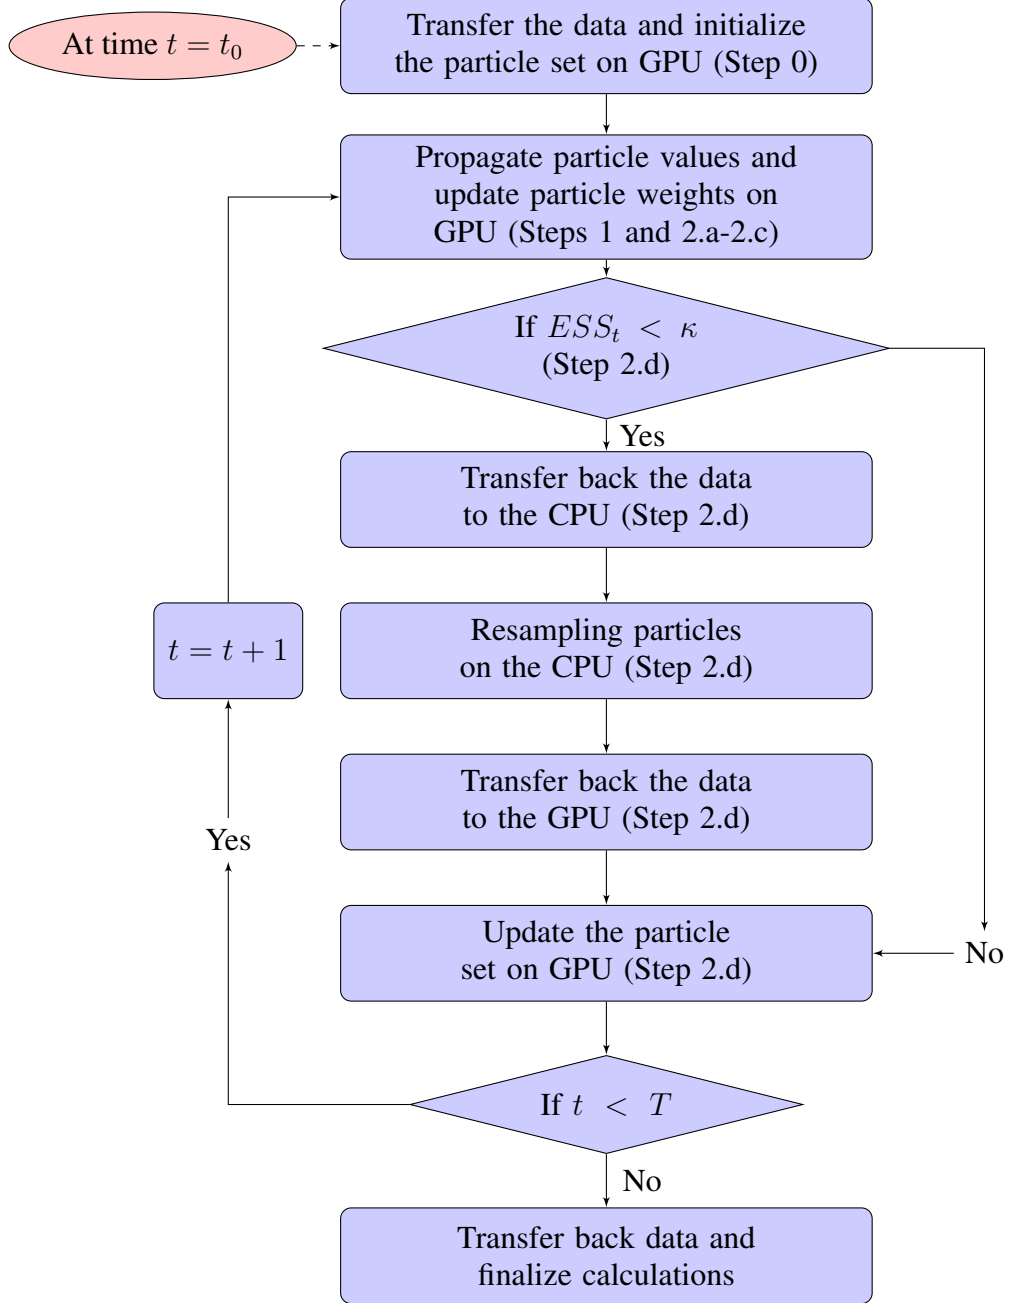 At time t = t₀
Transfer the data and initialize
the particle set on GPU (Step 0)
Propagate particle values and
update particle weights on
GPU (Steps 1 and 2.a-2.c)
If ESSₜ < κ
(Step 2.d)
Yes
Transfer back the data
to the CPU (Step 2.d)
t = t + 1
Resampling particles
on the CPU (Step 2.d)
Transfer back the data
to the GPU (Step 2.d)
Yes
Update the particle
set on GPU (Step 2.d)
No
If t < T
No
Transfer back data and
finalize calculations